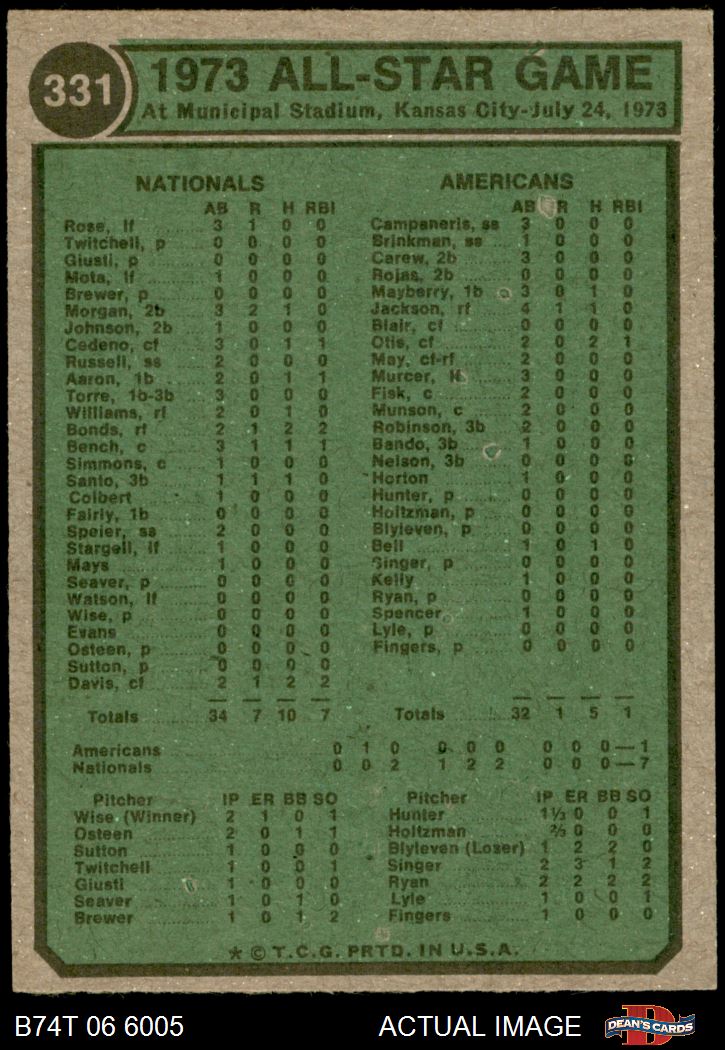 331
1973 ALL-STAR GAME
At Municipal Stadium, Kansas City-July 24, 1973
NATIONALS
AB R H RBI
Rose, lf 3 1 0 0
Twitchell, p 0 0 0 0
Giusti, p 0 0 0 0
Mota, lf 1 0 0 0
Brewer, p 0 0 0 0
Morgan, 2b 3 2 1 0
Johnson, 2b 1 0 0 0
Cedeno, cf 3 0 1 1
Russell, ss 2 0 0 0
Aaron, 1b 2 0 1 1
Torre, 1b-3b 3 0 0 0
Williams, rf 2 0 1 0
Bonds, rf 2 1 2 2
Bench, c 3 1 1 1
Simmons, c 1 0 0 0
Santo, 3b 1 1 1 0
Colbert 1 0 0 0
Fairly, 1b 0 0 0 0
Speier, ss 2 0 0 0
Stargell, lf 1 0 0 0
Mays 1 0 0 0
Seaver, p 0 0 0 0
Watson, lf 0 0 0 0
Wise, p 0 0 0 0
Evans 0 0 0 0
Osteen, p 0 0 0 0
Sutton, p 0 0 0 0
Davis, cf 2 1 2 2
Totals 34 7 10 7
AMERICANS
AB R H RBI
Campaneris, ss 3 0 0 0
Brinkman, ss 1 0 0 0
Carew, 2b 3 0 0 0
Rojas, 2b 0 0 0 0
Mayberry, 1b 3 0 1 0
Jackson, rf 4 1 1 0
Blair, cf 0 0 0 0
Otis, cf 2 0 2 1
May, cf-rf 2 0 0 0
Murcer, lf 3 0 0 0
Fisk, c 2 0 0 0
Munson, c 2 0 0 0
Robinson, 3b 2 0 0 0
Bando, 3b 1 0 0 0
Nelson, 3b 0 0 0 0
Horton 1 0 0 0
Hunter, p 0 0 0 0
Holtzman, p 0 0 0 0
Blyleven, p 0 0 0 0
Bell 1 0 1 0
Singer, p 0 0 0 0
Kelly 1 0 0 0
Ryan, p 0 0 0 0
Spencer 1 0 0 0
Lyle, p 0 0 0 0
Fingers, p 0 0 0 0
Totals 32 1 5 1
Americans 0 1 0 0 0 0 0 0 0—1
Nationals 0 0 2 1 2 2 0 0 0—7
Pitcher IP ER BB SO
Wise (Winner) 2 1 0 1
Osteen 2 0 1 1
Sutton 1 0 0 0
Twitchell 1 0 0 1
Giusti 1 0 0 0
Seaver 1 0 1 0
Brewer 1 0 1 2
Pitcher IP ER BB SO
Hunter 1⅓ 0 0 1
Holtzman ⅔ 0 0 0
Blyleven (Loser) 1 2 2 0
Singer 2 3 1 2
Ryan 2 2 2 2
Lyle 1 0 0 1
Fingers 1 0 0 0
* © T.C.G. PRTD. IN U.S.A.
B74T 06 6005 ACTUAL IMAGE
D
DEAN'S CARDS